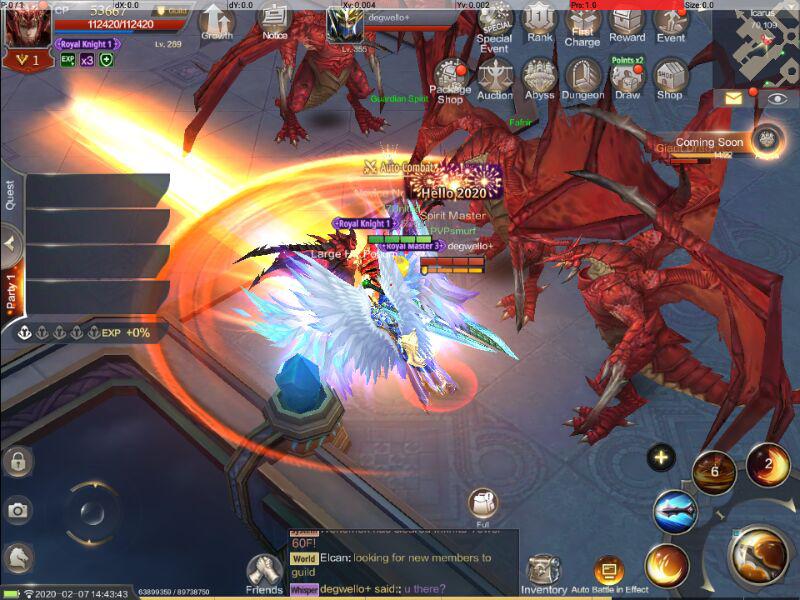 P:0 / 1
dX:0.0
dY:0.0
Xv:0.004
Yv:0.002
Prs:1.0
Size:0.0
CP
53667
Guild
112420/112420
Royal Knight 1
Lv. 289
1
EXP x3
Growth
Notice
degwello+
Lv.355
SPECIAL
Special Event
Rank
First Charge
Reward
Event
Icarus
Package Shop
Auction
Abyss
Dungeon
Points x2
Draw
Shop
Guardian Spirit
Fafnir
Coming Soon
Auto-Combat
Hello 2020
Spirit Master
PVPsmurf
Royal Knight 1
Royal Master 3
degwello+
Quest
Party 1
EXP +0%
6
2
Full
60F!
World Elcan: looking for new members to
guild
Whisper degwello+ said:: u there?
Friends
Inventory
Auto Battle in Effect
2020-02-07 14:43:43
63899359 / 89738750